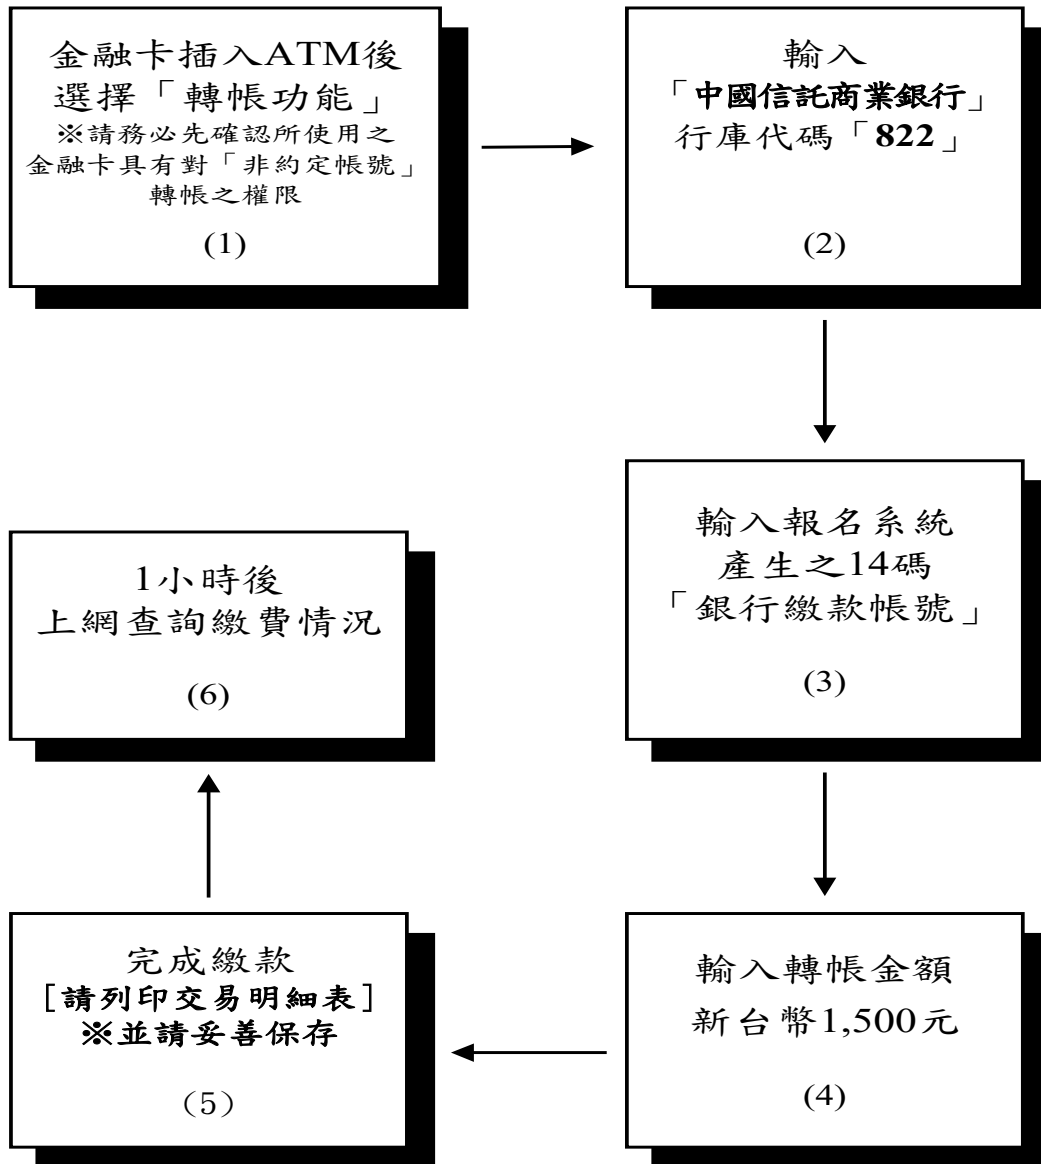 金融卡插入ATM後
選擇「轉帳功能」
※請務必先確認所使用之
金融卡具有對「非約定帳號」
轉帳之權限
(1)
輸入
「中國信託商業銀行」
行庫代碼「822」
(2)
輸入報名系統
產生之14碼
「銀行繳款帳號」
(3)
輸入轉帳金額
新台幣1,500元
(4)
完成繳款
[請列印交易明細表]
※並請妥善保存
(5)
1小時後
上網查詢繳費情況
(6)